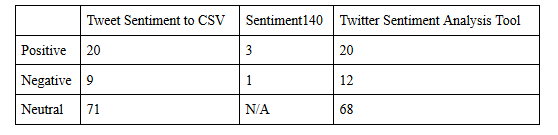 Tweet Sentiment to CSV Sentiment140 Twitter Sentiment Analysis Tool
Positive 20 3 20
Negative 9 1 12
Neutral 71 N/A 68